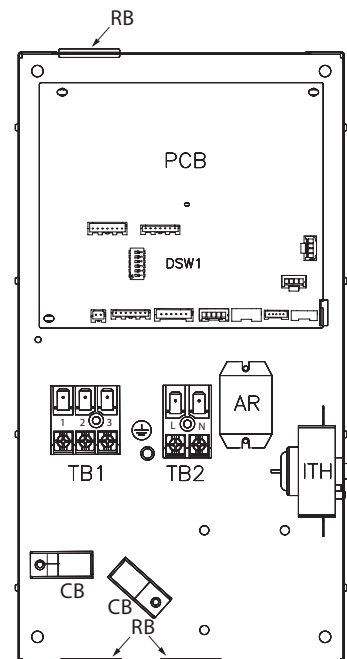 RB
PCB
DSW1
AR
1 2 3
L N
TB1 TB2
ITH
CB
CB
RB